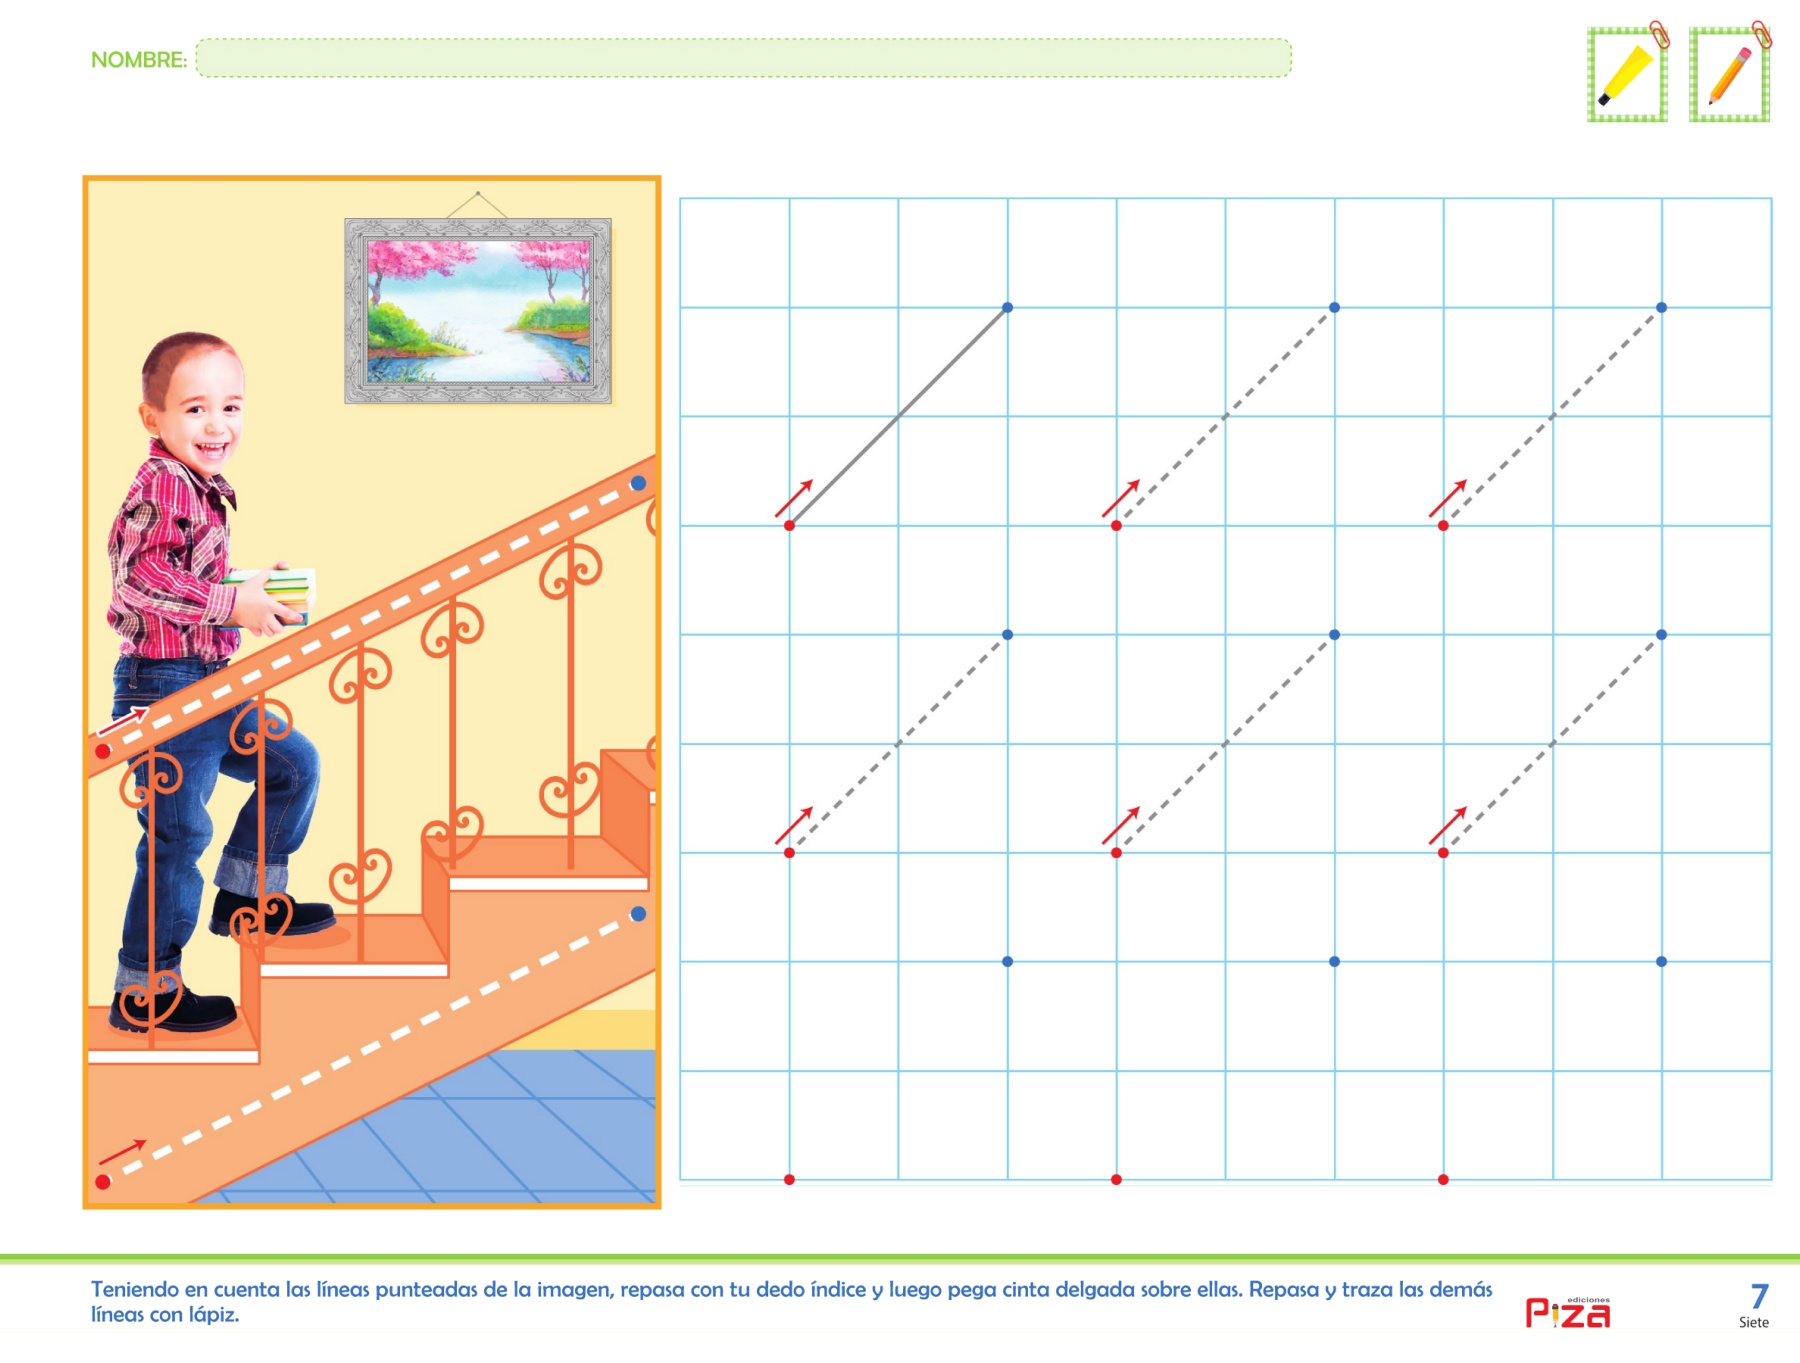 NOMBRE:
Teniendo en cuenta las líneas punteadas de la imagen, repasa con tu dedo índice y luego pega cinta delgada sobre ellas. Repasa y traza las demás
líneas con lápiz.
ediciones
Piza
7
Siete